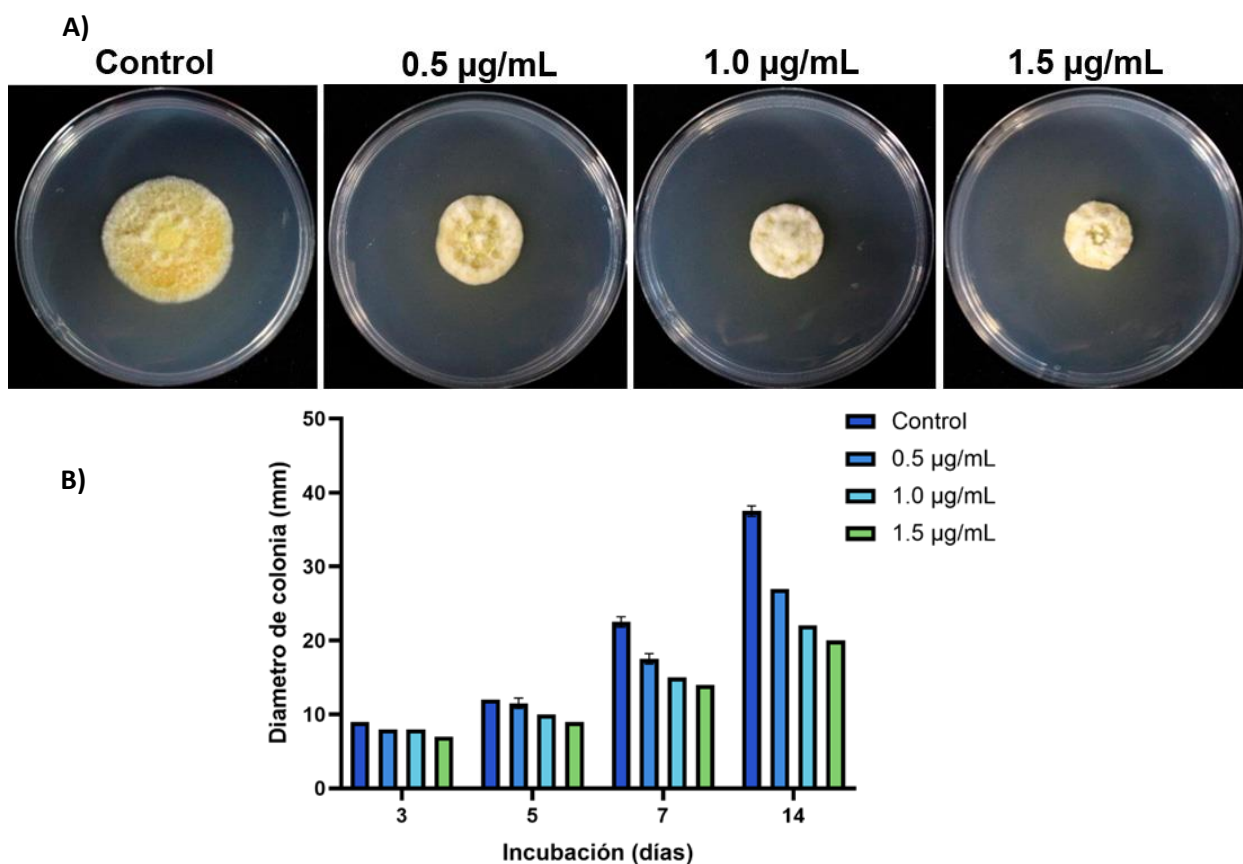 A)
Control
0.5 µg/mL
1.0 µg/mL
1.5 µg/mL
B)
50
40
30
20
10
0
Diametro de colonia (mm)
Control
0.5 µg/mL
1.0 µg/mL
1.5 µg/mL
3
5
7
14
Incubación (días)